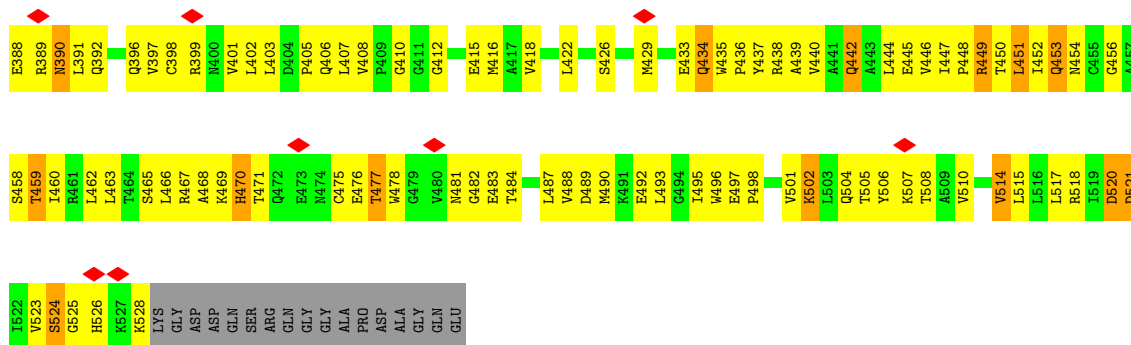 E388 R389 N390 L391 Q392 Q396 V397 C398 R399 N400 V401 L402 L403 D404 P405 Q406 L407 V408 P409 G410 G411 G412 E415 M416 A417 V418 L422 S426 M429 E433 Q434 W435 P436 Y437 R438 A439 V440 A441 Q442 A443 L444 E445 V446 I447 P448 R449 T450 L451 I452 Q453 N454 C455 G456 A457
S458 T459 I460 R461 L462 L463 T464 S465 L466 R467 A468 K469 H470 T471 Q472 E473 N474 C475 E476 T477 W478 G479 V480 N481 G482 E483 T484 L487 V488 D489 M490 K491 E492 L493 G494 I495 W496 E497 P498 V501 K502 L503 Q504 T505 Y506 K507 T508 A509 V510 V514 L515 L516 L517 R518 I519 D520 D521
I522 V523 S524 G525 H526 K527 K528 LYS GLY ASP ASP GLN SER ARG GLN GLY GLY ALA PRO ASP ALA GLY GLN GLU